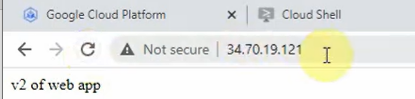 Google Cloud Platform
Cloud Shell
Not secure 34.70.19.121
v2 of web app